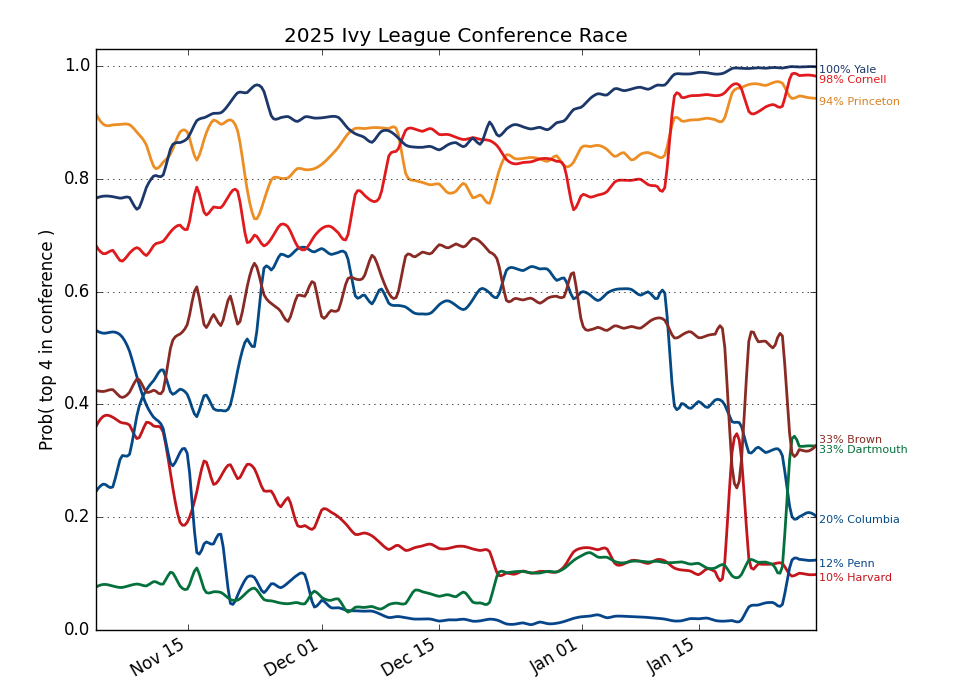 2025 Ivy League Conference Race
Prob( top 4 in conference )
1.0
0.8
0.6
0.4
0.2
0.0
Nov 15
Dec 01
Dec 15
Jan 01
Jan 15
100% Yale
98% Cornell
94% Princeton
33% Brown
33% Dartmouth
20% Columbia
12% Penn
10% Harvard